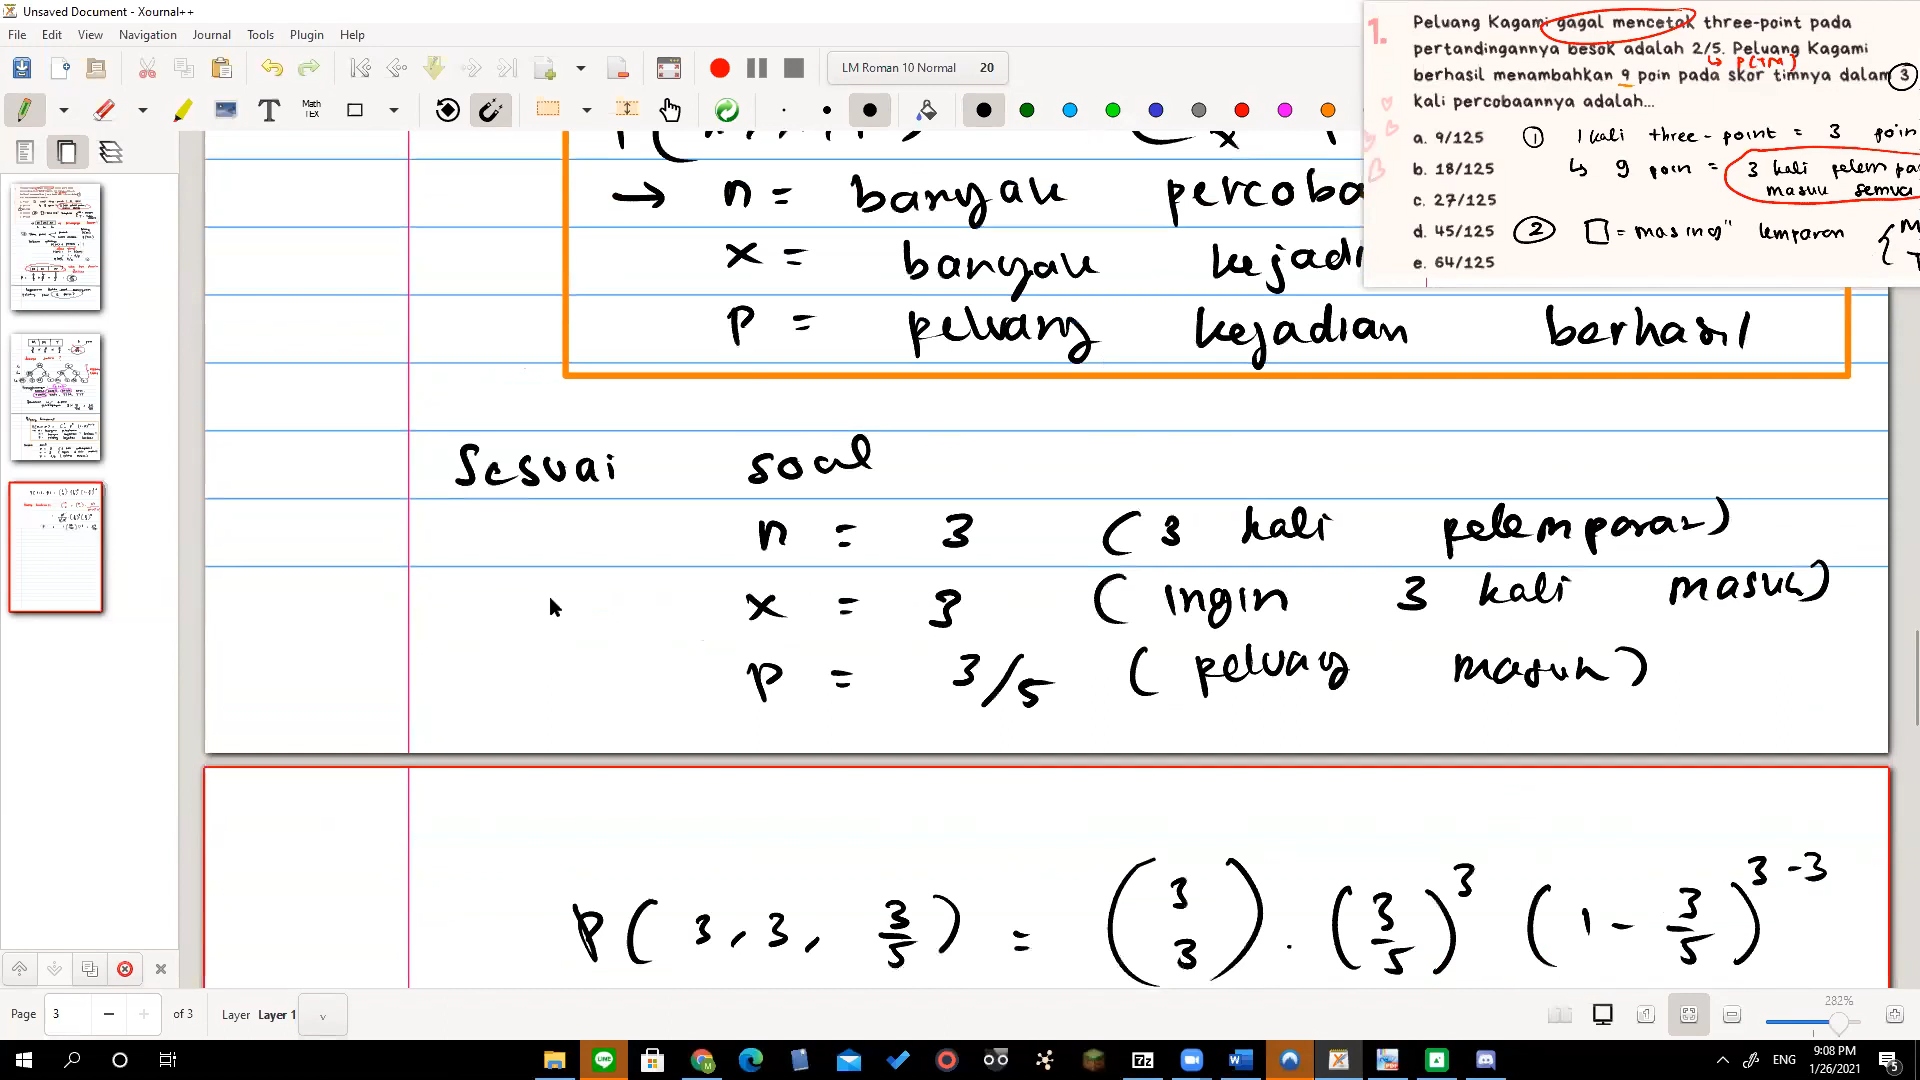 Unsaved Document - Xournal++
File Edit View Navigation Journal Tools Plugin Help
LM Roman 10 Normal 20
Math
TEX
1. Peluang Kagami gagal mencetak three-point pada
pertandingannya besok adalah 2/5. Peluang Kagami
P(TM)
berhasil menambahkan 9 poin pada skor timnya dalam 3
kali percobaannya adalah...
a. 9/125
b. 18/125
c. 27/125
d. 45/125
e. 64/125
① 1 kali three-point = 3 poin
↳ 9 poin = 3 kali
masuk semua
② □ = masing" lemparan {
→ n = banyak
x = banyak
p = peluang kejadian berhasil
Sesuai soal
n = 3 (3 kali pelemparan)
x = 3 (ingin 3 kali masuk)
p = 3/5 (peluang masuk)
P(3, 3, 3/5) = (3 3) . (3/5)^3 (1 - 3/5)^3-3
Page 3 of 3 Layer Layer 1
282%
ENG
9:08 PM
1/26/2021